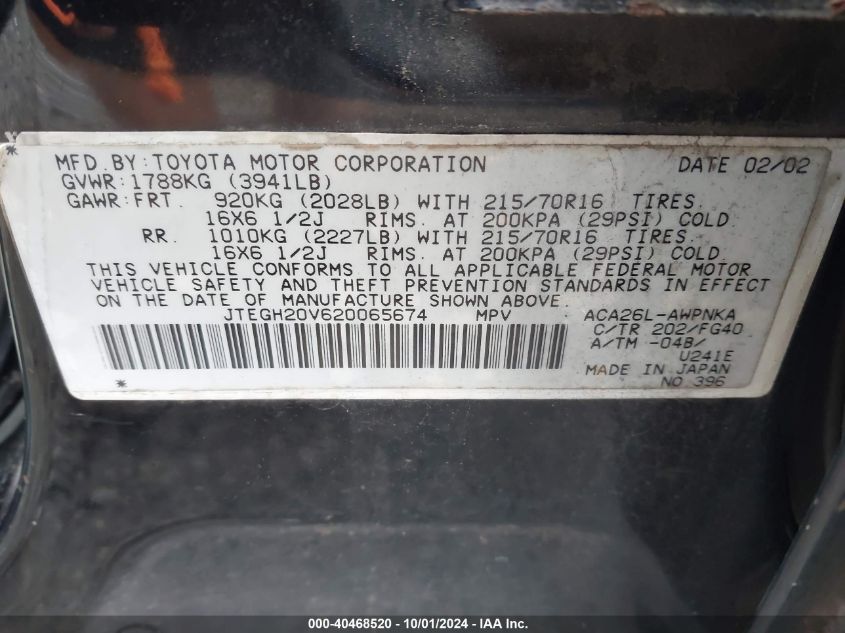 MFD.BY:TOYOTA MOTOR CORPORATION DATE 02/02
GVWR:1788KG (3941LB)
GAWR:FRT. 920KG (2028LB) WITH 215/70R16 TIRES.
16X6 1/2J RIMS. AT 200KPA (29PSI) COLD.
RR. 1010KG (2227LB) WITH 215/70R16 TIRES.
16X6 1/2J RIMS. AT 200KPA (29PSI) COLD.
THIS VEHICLE CONFORMS TO ALL APPLICABLE FEDERAL MOTOR
VEHICLE SAFETY AND THEFT PREVENTION STANDARDS IN EFFECT
ON THE DATE OF MANUFACTURE SHOWN ABOVE.
JTEGH20V620065674 MPV ACA26L-AWPNKA
C/TR 202/FG40
A/TM -04B/
U241E
MADE IN JAPAN
NO 396
000-40468520 - 10/01/2024 - IAA Inc.